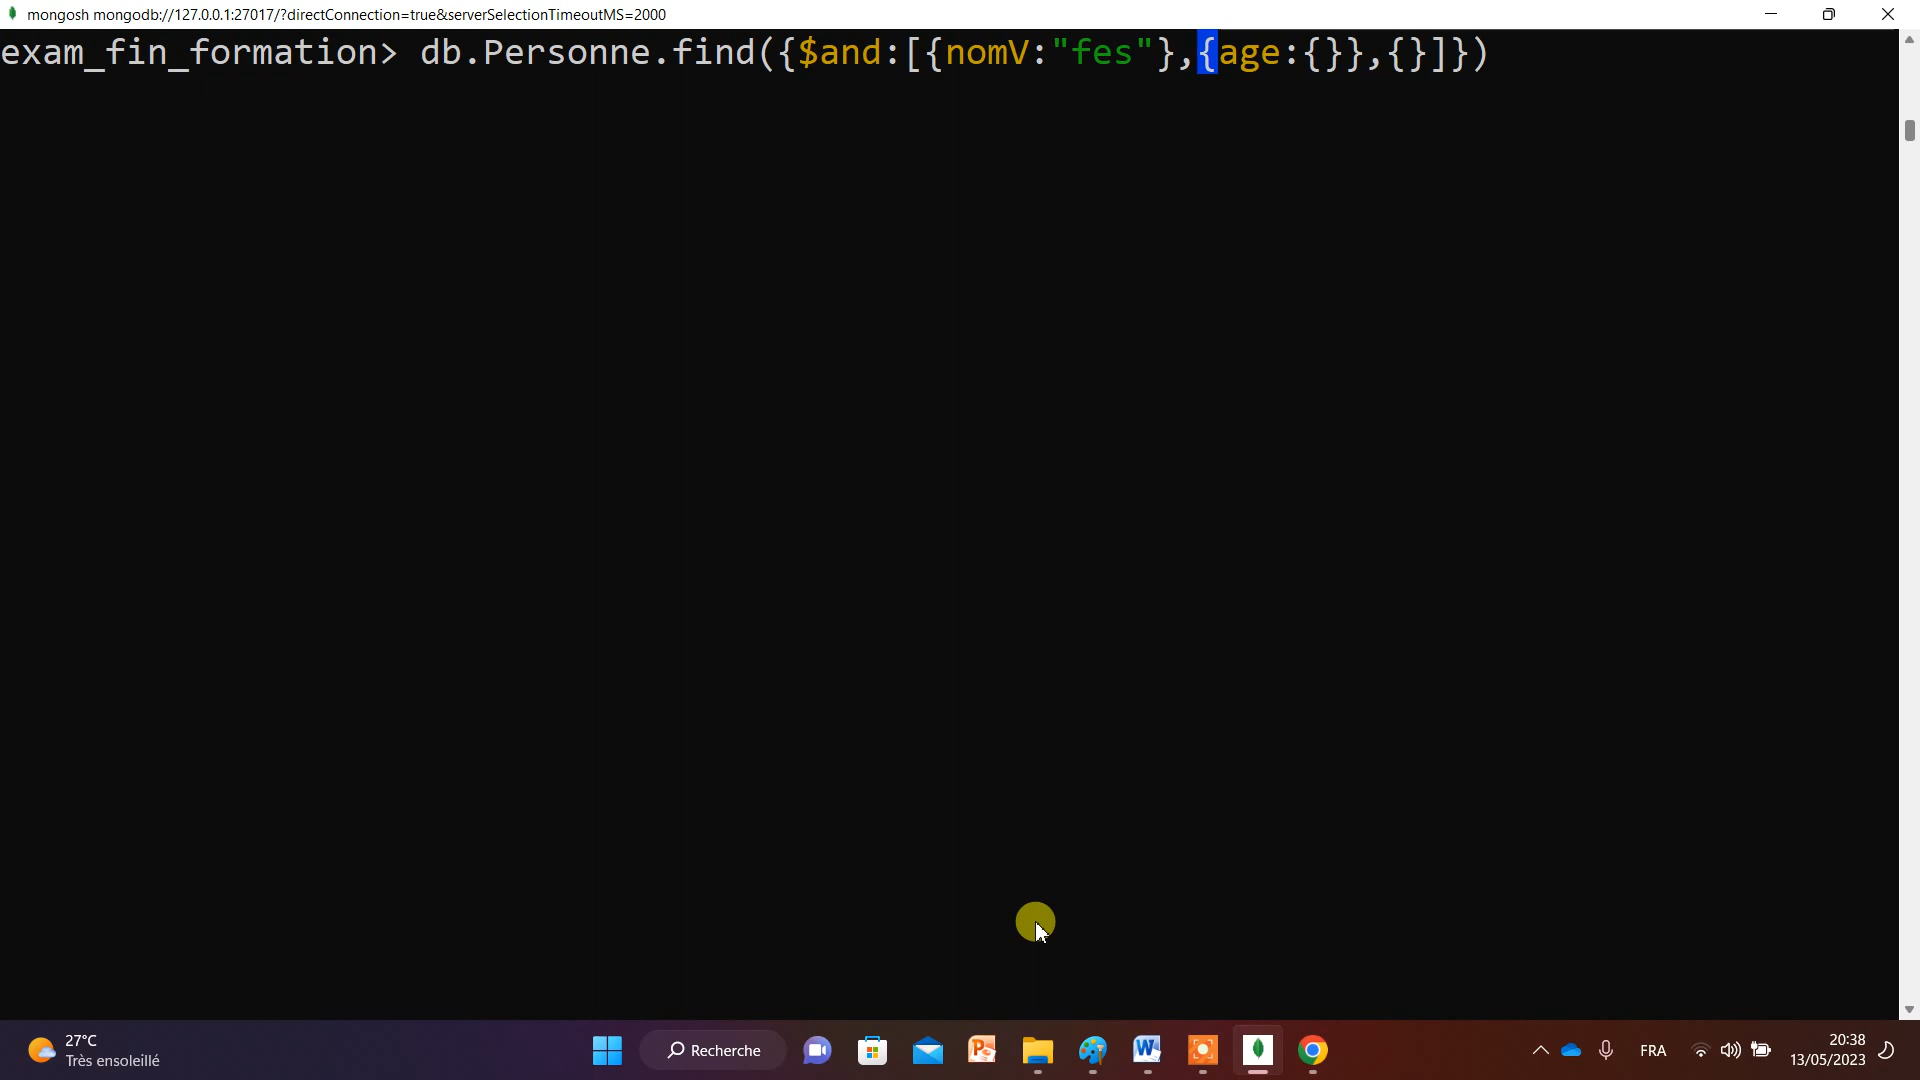 mongosh mongodb://127.0.0.1:27017/?directConnection=true&serverSelectionTimeoutMS=2000
exam_fin_formation> db.Personne.find({$and:[{nomV:"fes"},{age:{}},{}]})
27°C
Très ensoleillé
Recherche
FRA
20:38
13/05/2023